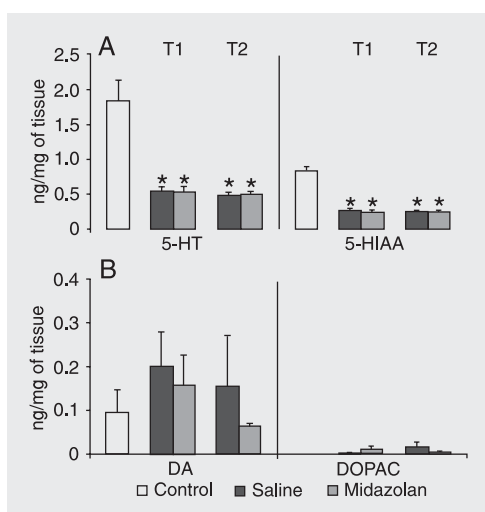 A T1 T2 T1 T2
2.5
2.0
1.5
1.0
0.5
0
ng/mg of tissue
* * * * * * * *
5-HT 5-HIAA
B
0.4
0.4
0.2
0.1
0
ng/mg of tissue
DA DOPAC
Control Saline Midazolan